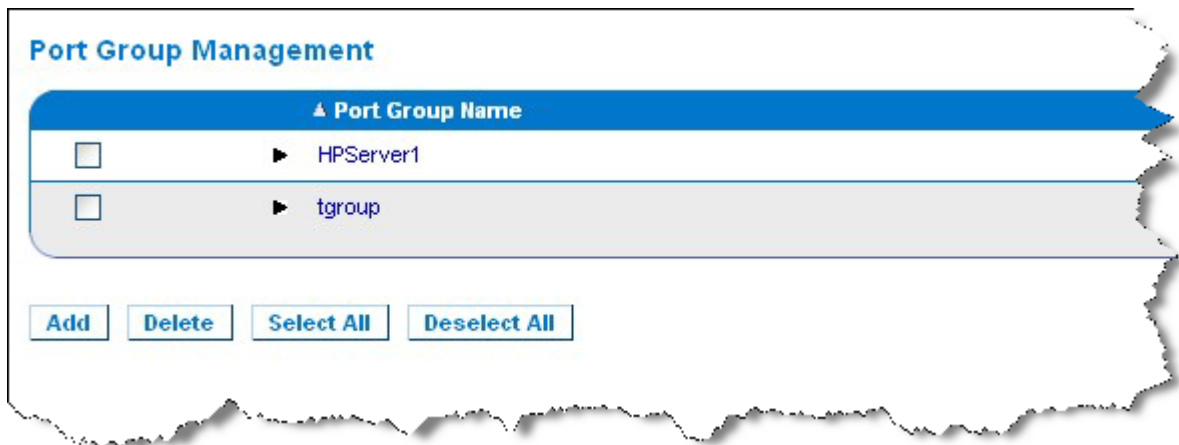 Port Group Management
Port Group Name
HPServer1
tgroup
Add Delete Select All Deselect All